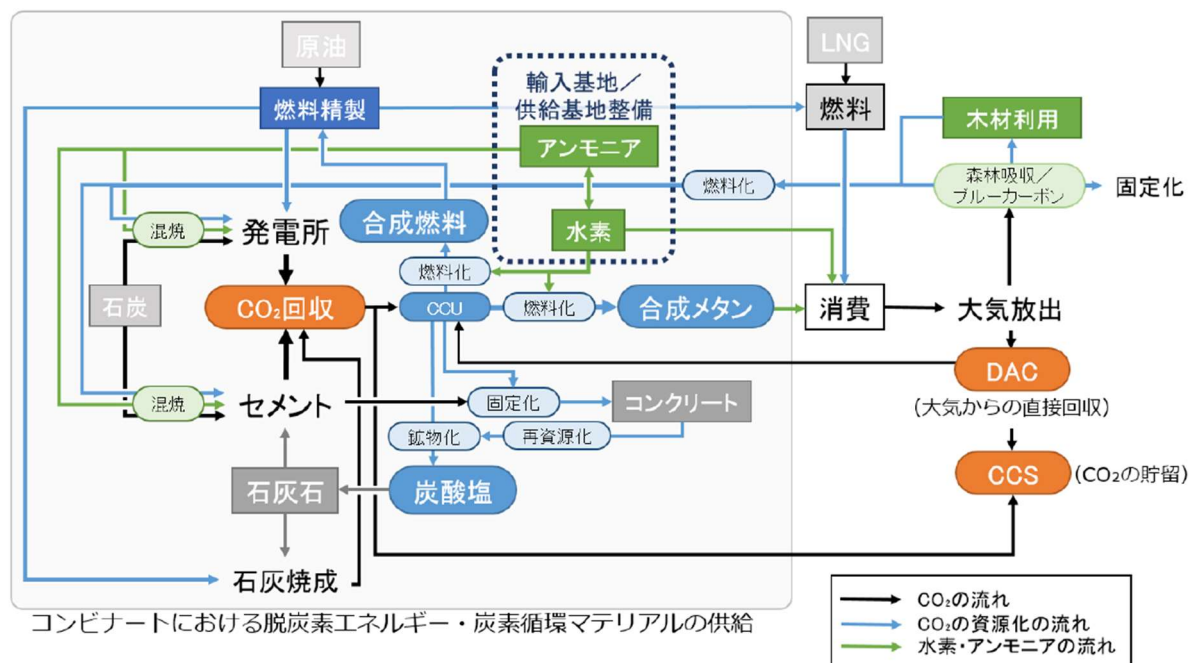 原油
LNG
輸入基地／
供給基地整備
燃料精製
燃料
木材利用
アンモニア
燃料化
森林吸収／
ブルーカーボン
固定化
混焼
発電所
合成燃料
水素
燃料化
石炭
CO₂回収
CCU
燃料化
合成メタン
消費
大気放出
DAC
(大気からの直接回収)
混焼
セメント
固定化
コンクリート
鉱物化
再資源化
石灰石
炭酸塩
CCS
(CO₂の貯留)
石灰焼成
コンビナートにおける脱炭素エネルギー・炭素循環マテリアルの供給
CO₂の流れ
CO₂の資源化の流れ
水素・アンモニアの流れ